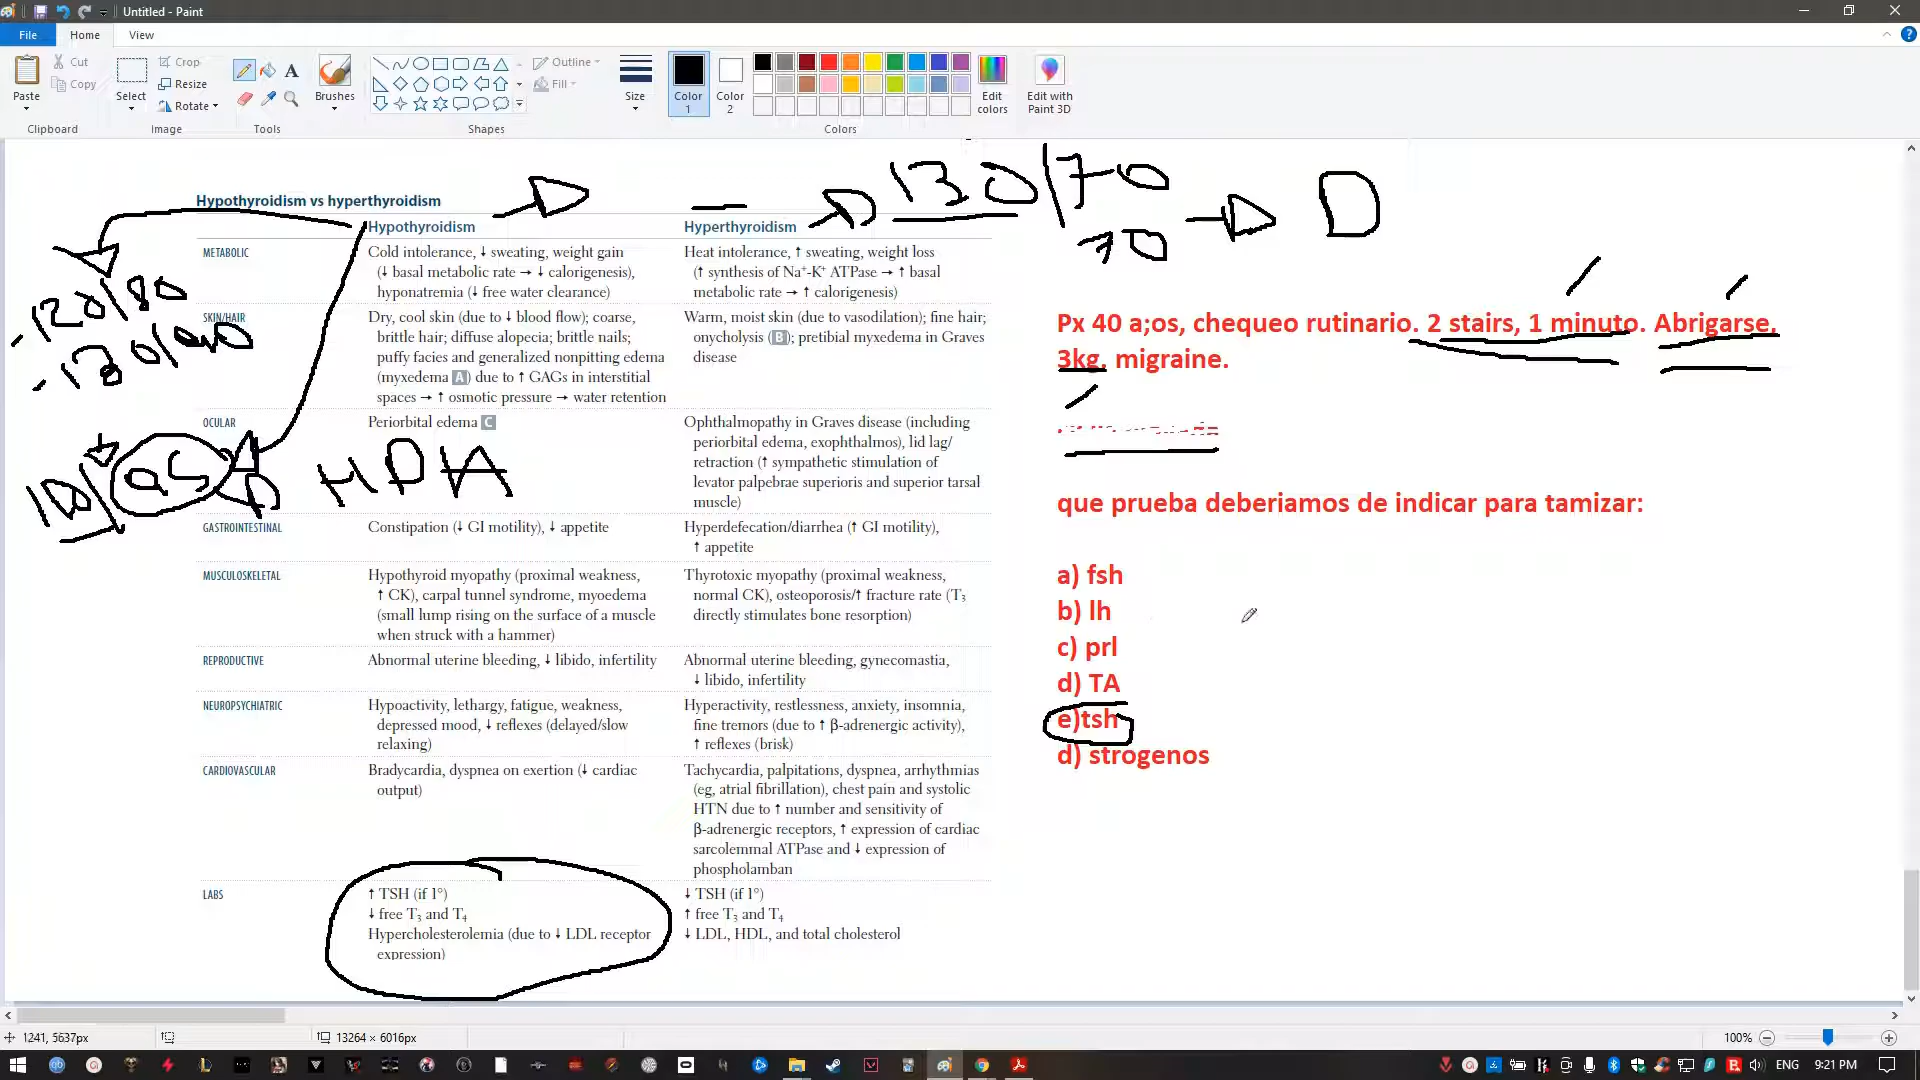 Untitled - Paint
File Home View
Paste
Cut
Copy
Clipboard
Select
Crop
Resize
Rotate
Image
Tools
Brushes
Shapes
Outline
Fill
Size
Color 1
Color 2
Colors
Edit colors
Edit with Paint 3D
130/70
70
D
120/80
100/
HDA
Hypothyroidism vs hyperthyroidism
Hypothyroidism Hyperthyroidism
METABOLIC
Cold intolerance, ↓ sweating, weight gain
(↓ basal metabolic rate → ↓ calorigenesis),
hyponatremia (↓ free water clearance)
Heat intolerance, ↑ sweating, weight loss
(↑ synthesis of Na⁺-K⁺ ATPase → ↑ basal
metabolic rate → ↑ calorigenesis)
SKIN/HAIR
Dry, cool skin (due to ↓ blood flow); coarse,
brittle hair; diffuse alopecia; brittle nails;
puffy facies and generalized nonpitting edema
(myxedema A) due to ↑ GAGs in interstitial
spaces → ↑ osmotic pressure → water retention
Warm, moist skin (due to vasodilation); fine hair;
onycholysis (B); pretibial myxedema in Graves
disease
OCULAR
Periorbital edema C
Ophthalmopathy in Graves disease (including
periorbital edema, exophthalmos), lid lag/
retraction (↑ sympathetic stimulation of
levator palpebrae superioris and superior tarsal
muscle)
GASTROINTESTINAL
Constipation (↓ GI motility), ↓ appetite
Hyperdefecation/diarrhea (↑ GI motility),
↑ appetite
MUSCULOSKELETAL
Hypothyroid myopathy (proximal weakness,
↑ CK), carpal tunnel syndrome, myoedema
(small lump rising on the surface of a muscle
when struck with a hammer)
Thyrotoxic myopathy (proximal weakness,
normal CK), osteoporosis/↑ fracture rate (T₃
directly stimulates bone resorption)
REPRODUCTIVE
Abnormal uterine bleeding, ↓ libido, infertility
Abnormal uterine bleeding, gynecomastia,
↓ libido, infertility
NEUROPSYCHIATRIC
Hypoactivity, lethargy, fatigue, weakness,
depressed mood, ↓ reflexes (delayed/slow
relaxing)
Hyperactivity, restlessness, anxiety, insomnia,
fine tremors (due to ↑ β-adrenergic activity),
↑ reflexes (brisk)
CARDIOVASCULAR
Bradycardia, dyspnea on exertion (↓ cardiac
output)
Tachycardia, palpitations, dyspnea, arrhythmias
(eg, atrial fibrillation), chest pain and systolic
HTN due to ↑ number and sensitivity of
β-adrenergic receptors, ↑ expression of cardiac
sarcolemmal ATPase and ↓ expression of
phospholamban
LABS
↑ TSH (if 1°)
↓ free T₃ and T₄
Hypercholesterolemia (due to ↓ LDL receptor
expression)
↓ TSH (if 1°)
↑ free T₃ and T₄
↓ LDL, HDL, and total cholesterol
Px 40 a;os, chequeo rutinario. 2 stairs, 1 minuto. Abrigarse,
3kg, migraine.
que prueba deberiamos de indicar para tamizar:
a) fsh
b) lh
c) prl
d) TA
e)tsh
d) strogenos
1241, 5637px
13264 × 6016px
100%
ENG 9:21 PM